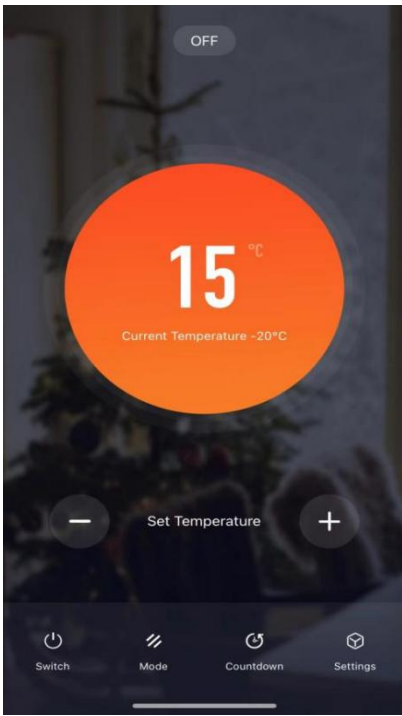 OFF
15 °C
Current Temperature -20°C
Set Temperature
Switch Mode Countdown Settings